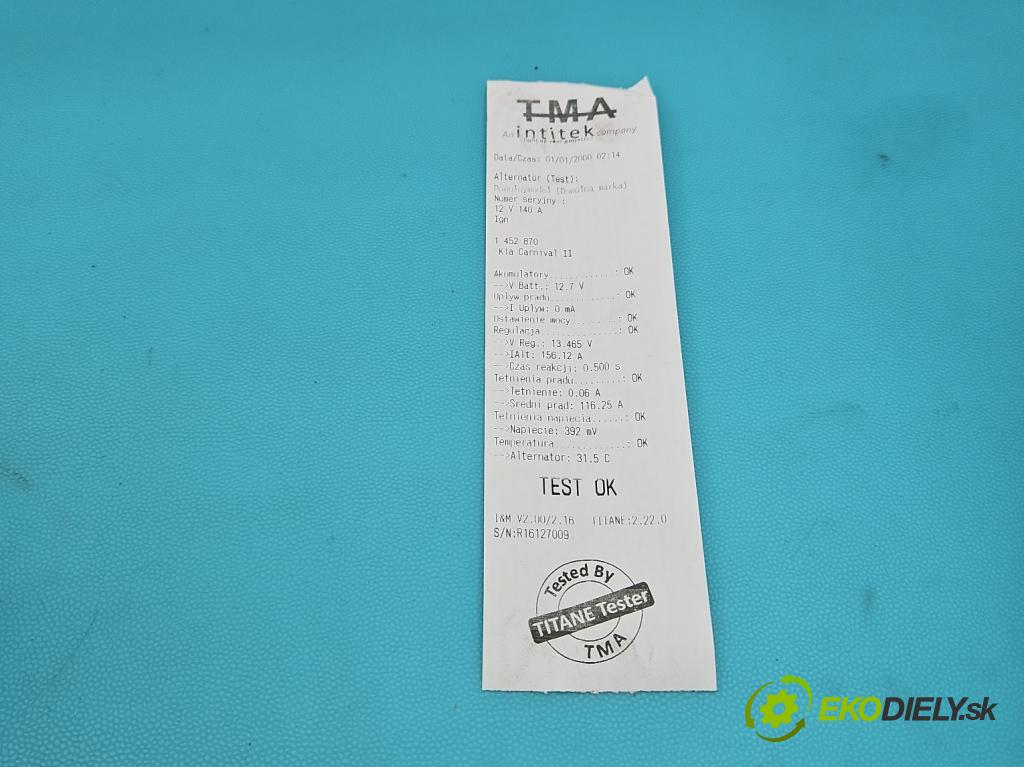 TMA
An intitek company
Data/Czas: 01/01/2000 02:14
Alternator (Test):
Dowolnymodel (Dowolna marka)
Numer seryjny :
12 V 140 A
Ign
1 452 870
Kia Carnival II
Akumulatory............: OK
-->V Batt.: 12.7 V
Uplyw pradu............: OK
-->I Uplyw: 0 mA
Ustawienie mocy........: OK
Regulacja..............: OK
-->V Reg.: 13.465 V
-->IAlt: 156.12 A
-->Czas reakcji: 0.500 s
Tetnienia pradu........: OK
-->Tetnienie: 0.06 A
-->Sredni prad: 116.25 A
Tetnienia napiecia.....: OK
-->Napiecie: 392 mV
Temperatura............: OK
-->Alternator: 31.5 C
TEST OK
I&M V2.00/2.16 TITANE:2.22.0
S/N:R16127009
Tested By
TITANE Tester
TMA
EKODIELY.sk